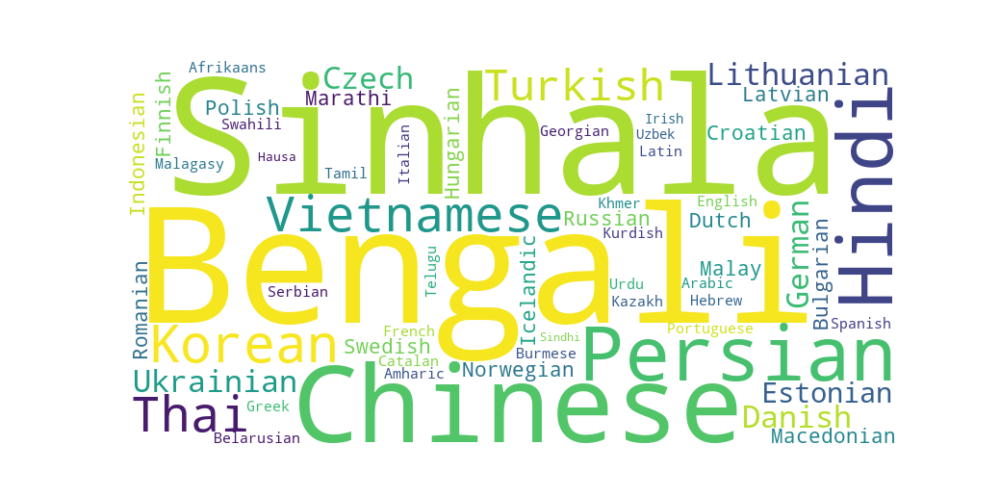 Afrikaans
Czech
Turkish
Lithuanian
Finnish
Polish
Marathi
Latvian
Indonesian
Swahili
Sinhala
Hungarian
Irish
Georgian
Uzbek
Croatian
Hindi
Malagasy
Hausa
Tamil
Italian
Latin
Vietnamese
Khmer
English
Russian
Dutch
Kurdish
German
Bulgarian
Bengali
Telugu
Icelandic
Malay
Romanian
Serbian
Urdu
Arabic
Kazakh
Hebrew
Korean
French
Sindhi
Portuguese
Spanish
Swedish
Catalan
Burmese
Persian
Ukrainian
Amharic
Norwegian
Estonian
Thai
Greek
Chinese
Danish
Belarusian
Macedonian